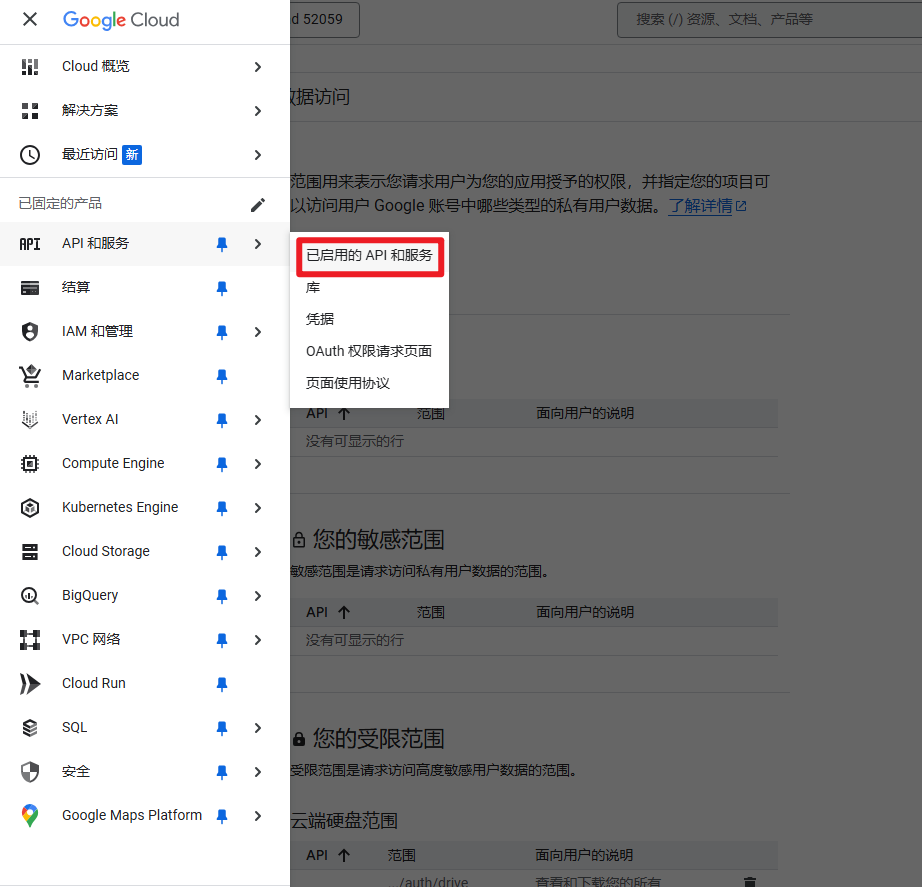 Google Cloud
d 52059
搜索 (/) 资源、文档、产品等
Cloud 概览
解决方案
最近访问 新
数据访问
已固定的产品
范围用来表示您请求用户为您的应用授予的权限，并指定您的项目可
以访问用户 Google 账号中哪些类型的私有用户数据。了解详情
API API 和服务
已启用的 API 和服务
结算
库
凭据
IAM 和管理
OAuth 权限请求页面
Marketplace
页面使用协议
Vertex AI
API 范围 面向用户的说明
没有可显示的行
Compute Engine
Kubernetes Engine
您的敏感范围
Cloud Storage
敏感范围是请求访问私有用户数据的范围。
BigQuery
API 范围 面向用户的说明
VPC 网络
没有可显示的行
Cloud Run
SQL
您的受限范围
安全
受限范围是请求访问高度敏感用户数据的范围。
Google Maps Platform
云端硬盘范围
API 范围 面向用户的说明
/auth/drive 查看和下载您的所有